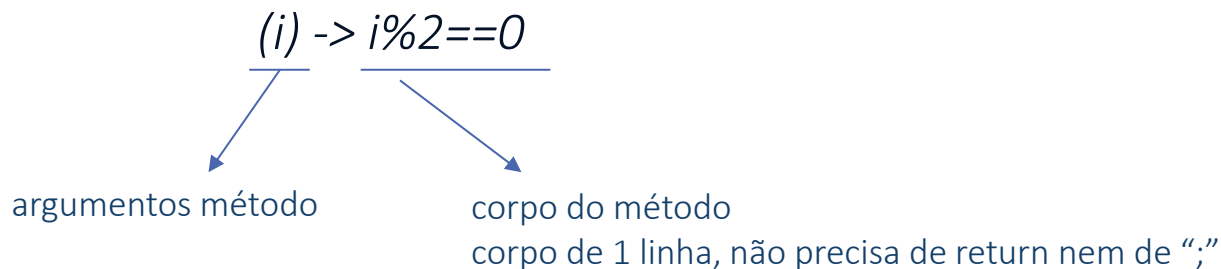 (i) -> i%2==0
argumentos método
corpo do método
corpo de 1 linha, não precisa de return nem de “;”